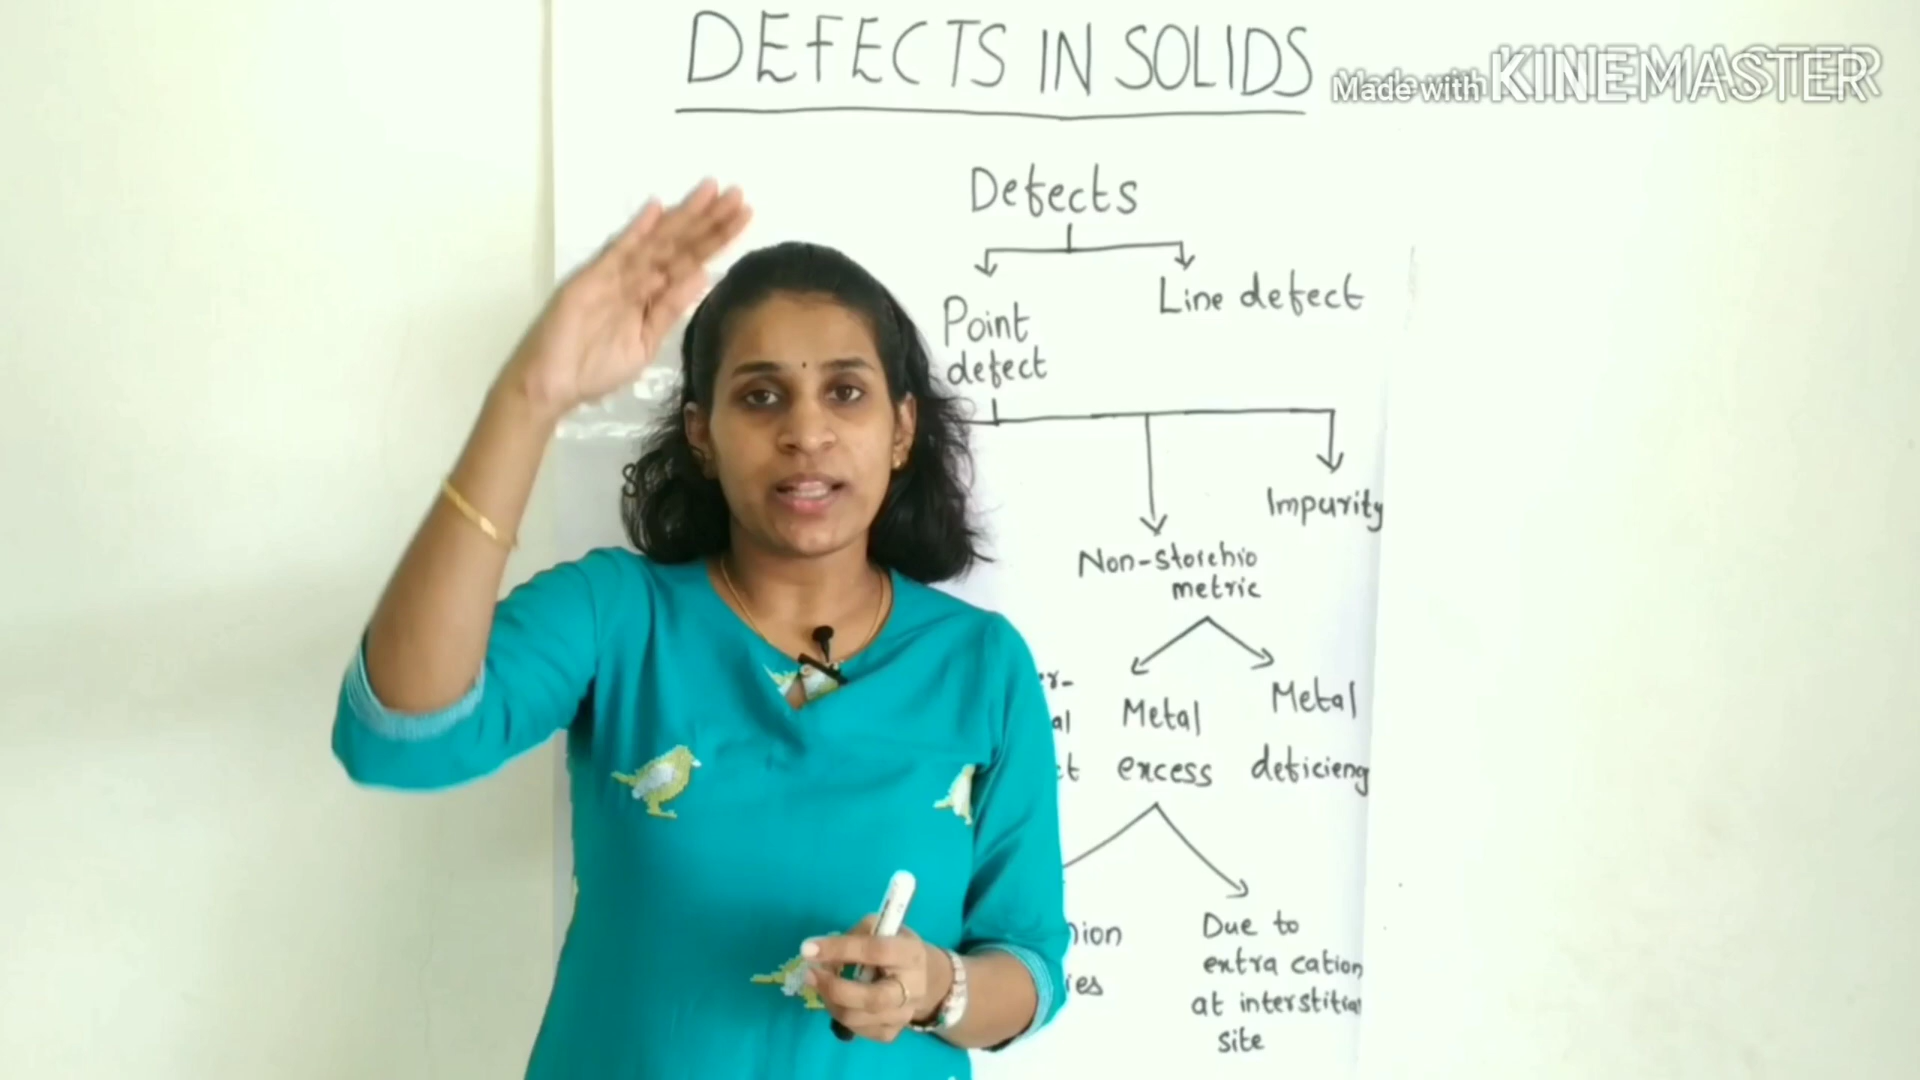 DEFECTS IN SOLIDS
Made with KINEMASTER
Defects
Point
defect
Line defect
Impurity
Non-stoichio
metric
Metal
excess
Metal
deficiency
Due to
extra cation
at interstitial
site